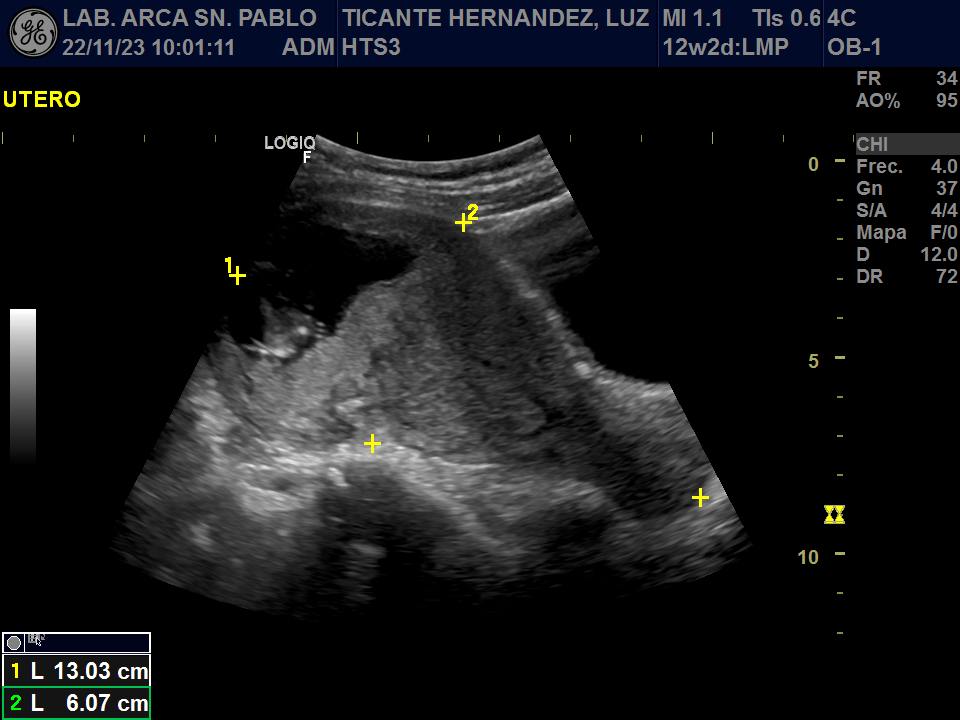 LAB. ARCA SN. PABLO TICANTE HERNANDEZ, LUZ MI 1.1 TIs 0.6 4C
22/11/23 10:01:11 ADM HTS3 12w2d:LMP OB-1
FR 34
AO% 95
UTERO
LOGIQ
F
CHI
Frec. 4.0
Gn 37
S/A 4/4
Mapa F/0
D 12.0
DR 72
0
2
1
5
10
1 L 13.03 cm
2 L 6.07 cm